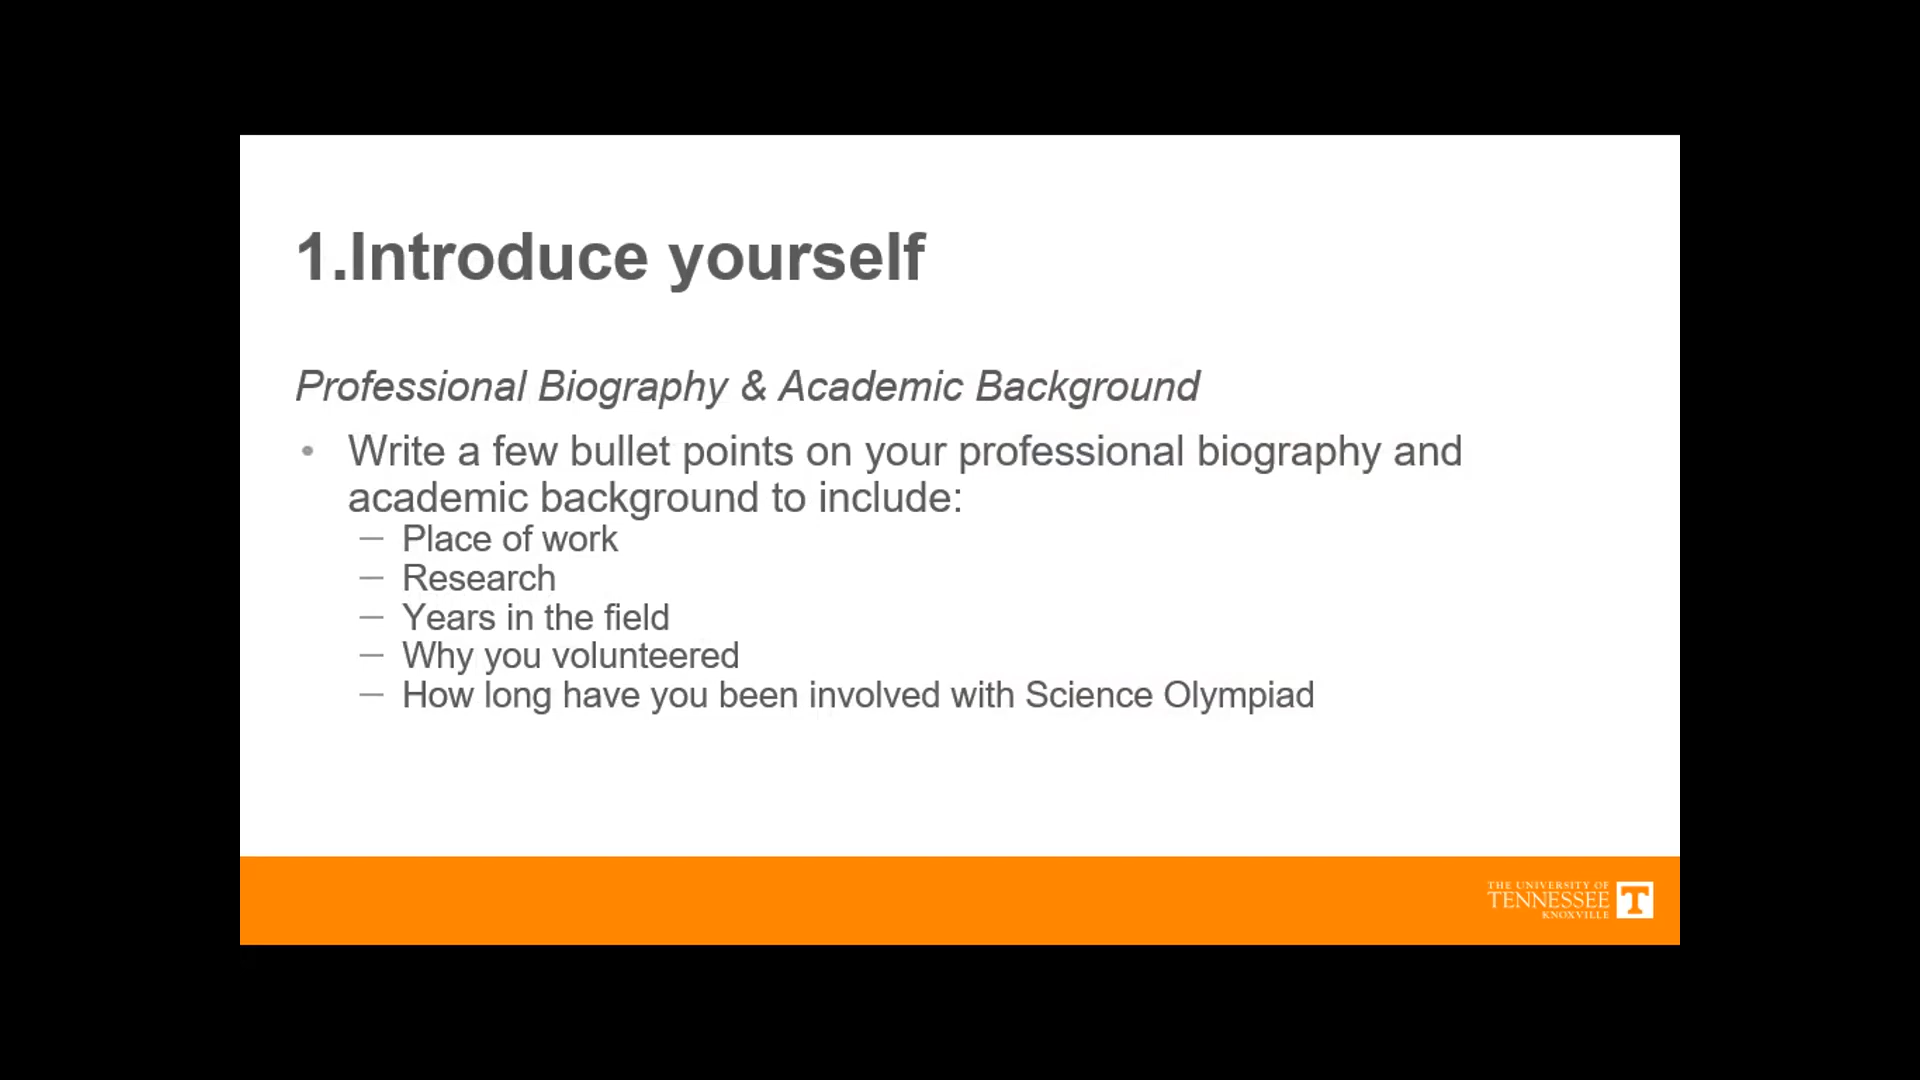 1.Introduce yourself
Professional Biography & Academic Background
• Write a few bullet points on your professional biography and
academic background to include:
– Place of work
– Research
– Years in the field
– Why you volunteered
– How long have you been involved with Science Olympiad
THE UNIVERSITY OF
TENNESSEE
KNOXVILLE
T